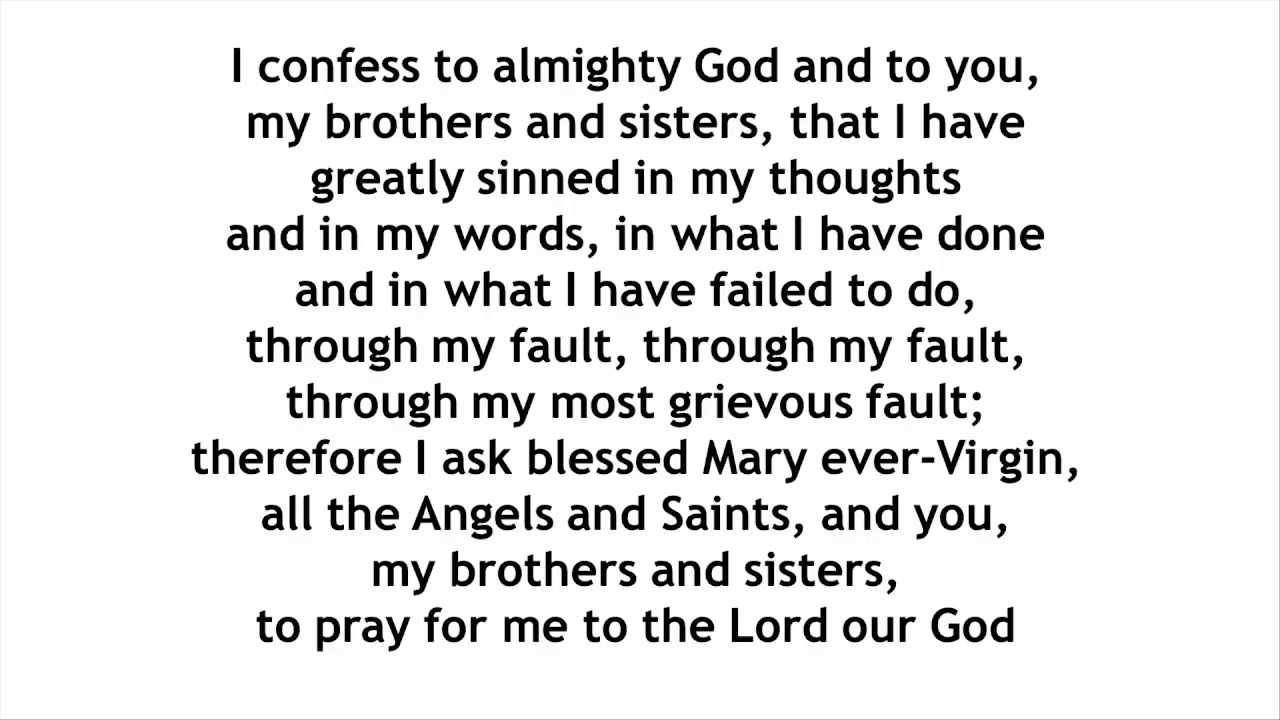 I confess to almighty God and to you,
my brothers and sisters, that I have
greatly sinned in my thoughts
and in my words, in what I have done
and in what I have failed to do,
through my fault, through my fault,
through my most grievous fault;
therefore I ask blessed Mary ever-Virgin,
all the Angels and Saints, and you,
my brothers and sisters,
to pray for me to the Lord our God